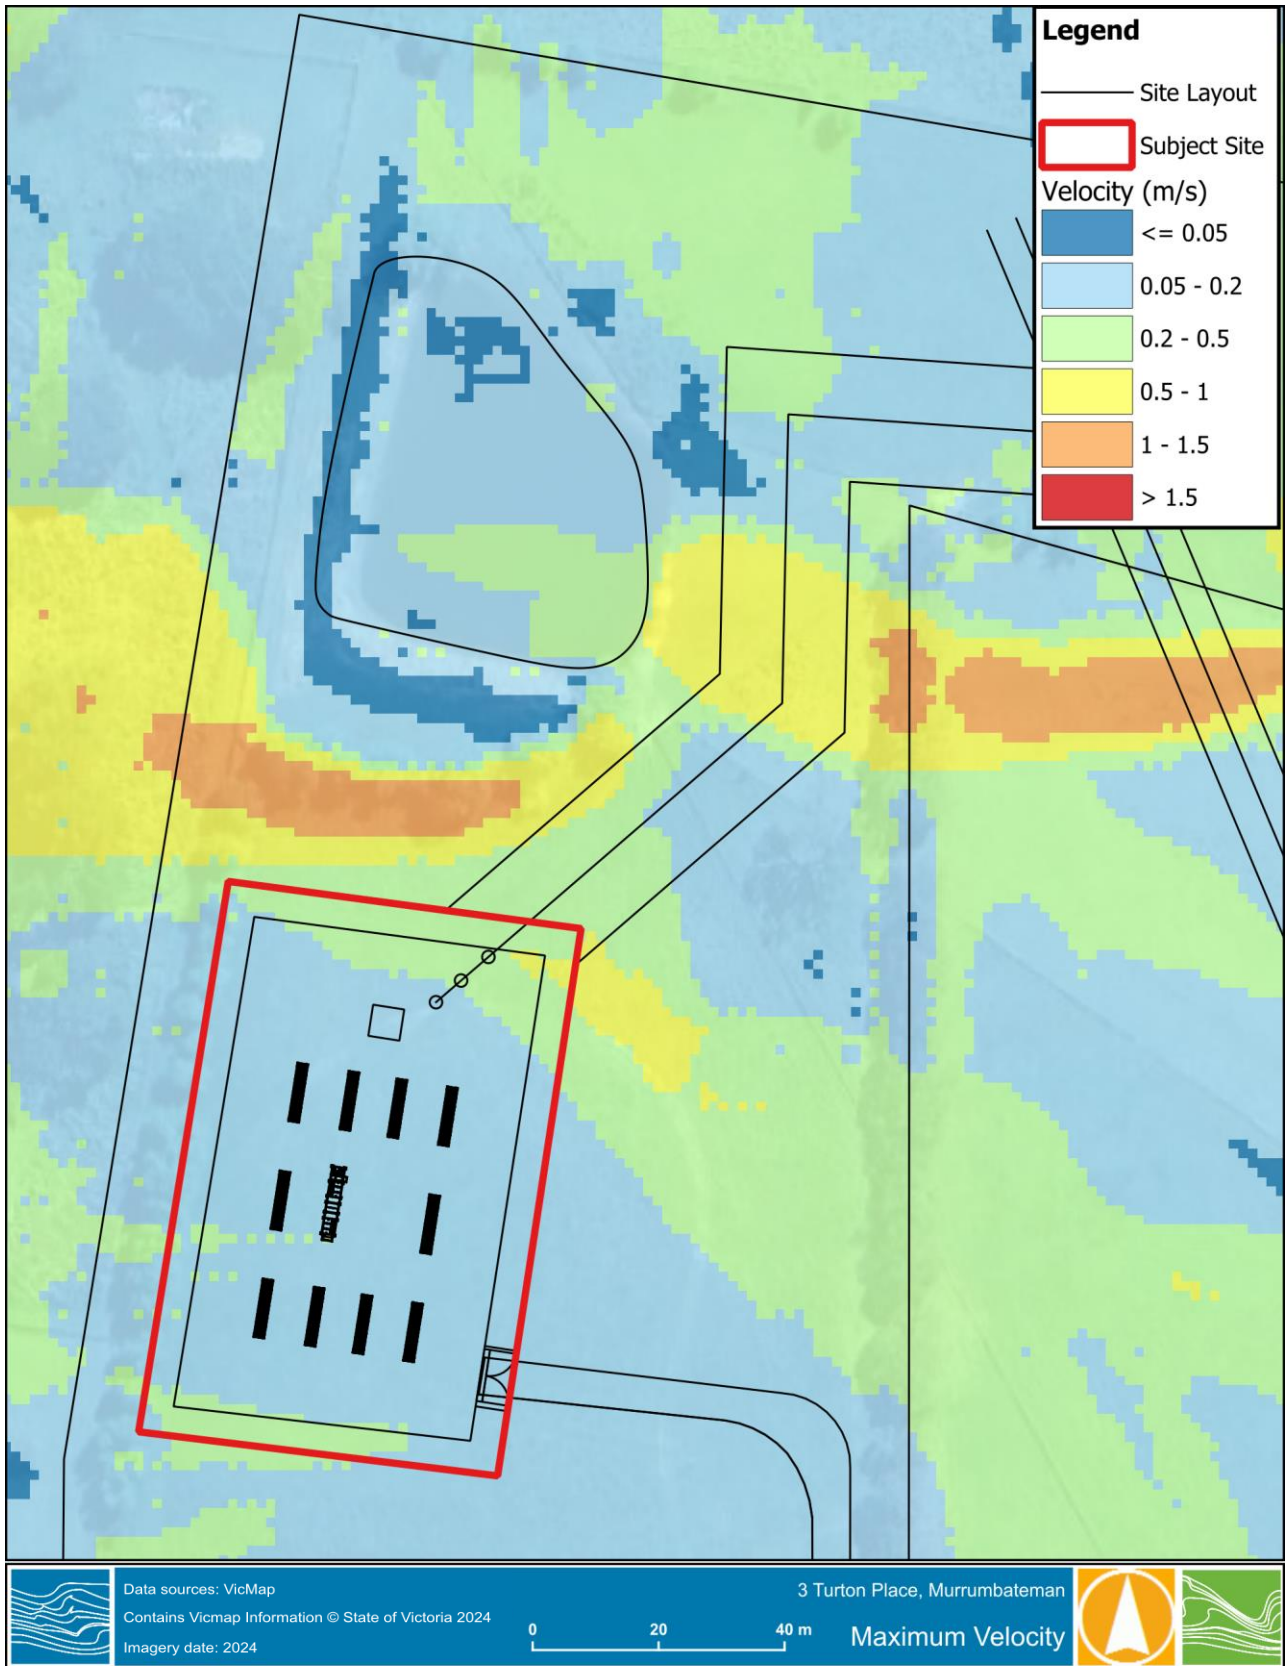 Legend
Site Layout
Subject Site
Velocity (m/s)
<= 0.05
0.05 - 0.2
0.2 - 0.5
0.5 - 1
1 - 1.5
> 1.5
Data sources: VicMap
Contains Vicmap Information © State of Victoria 2024
Imagery date: 2024
0 20 40 m
3 Turton Place, Murrumbateman
Maximum Velocity